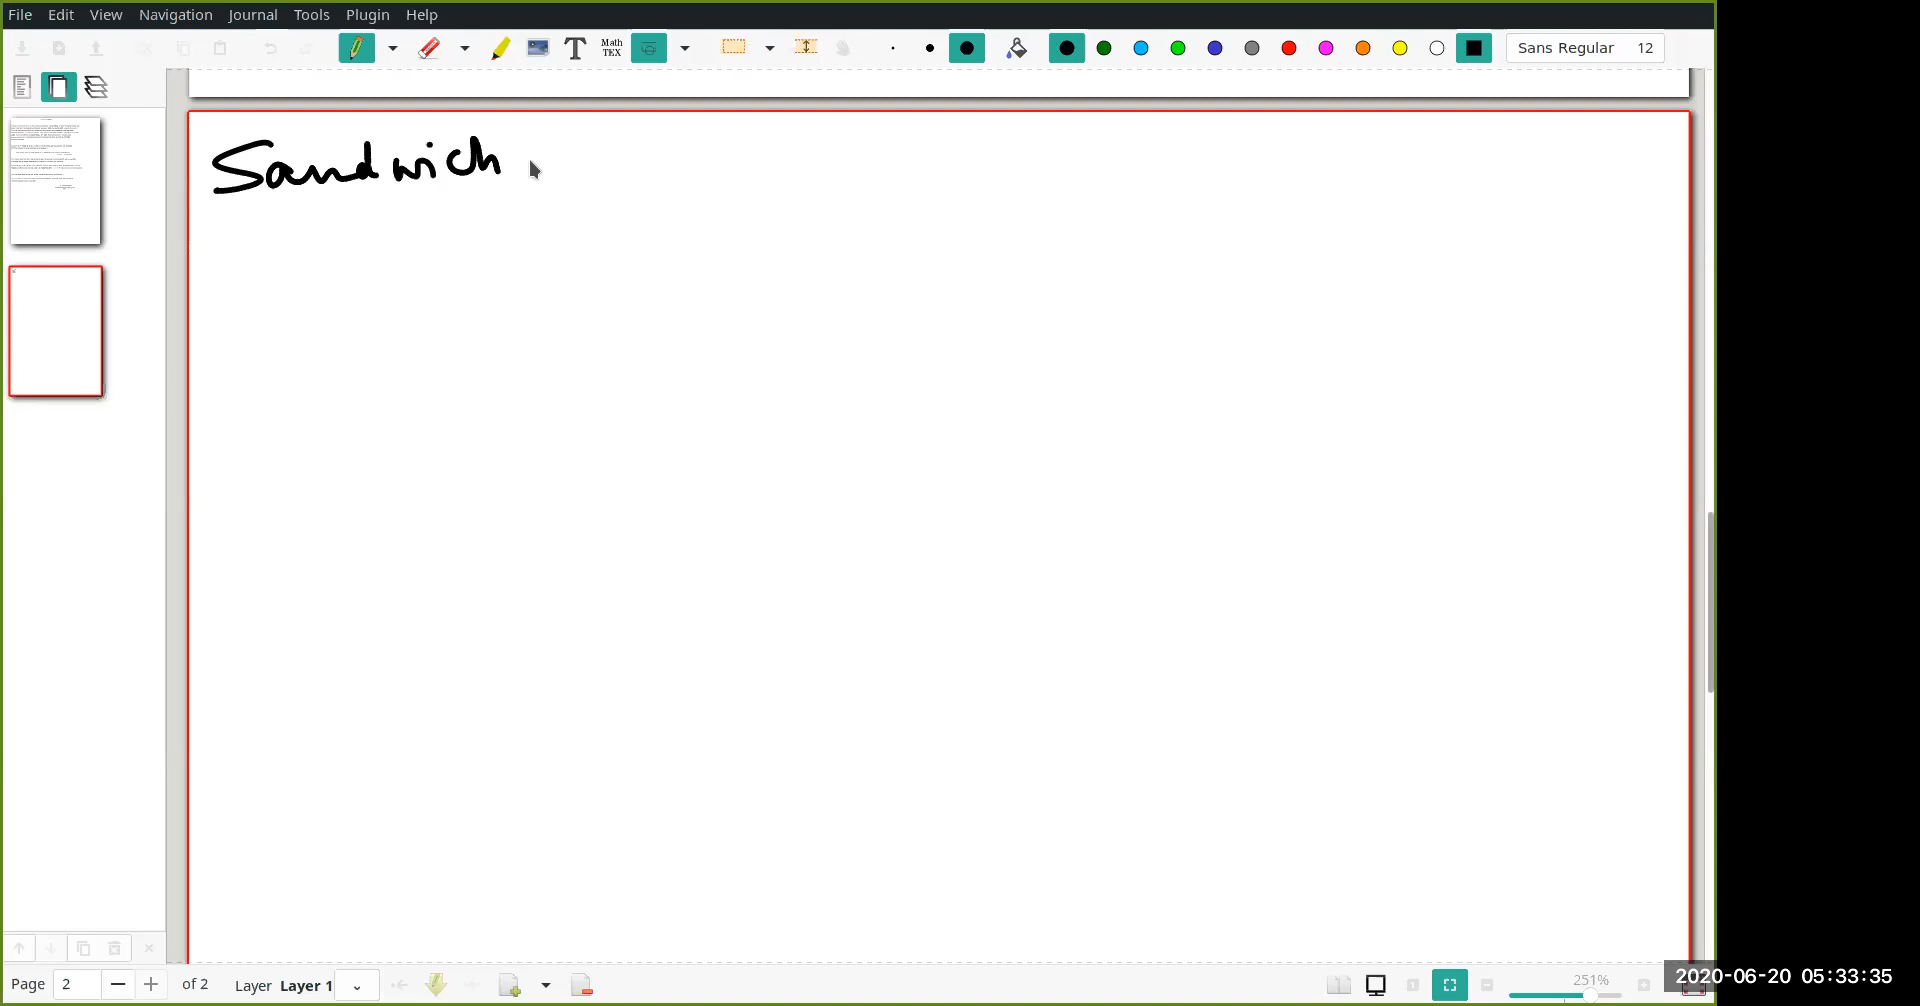 File Edit View Navigation Journal Tools Plugin Help
Math TEX
Sans Regular 12
Sandwich
Page 2 of 2 Layer Layer 1
251%
2020-06-20 05:33:35